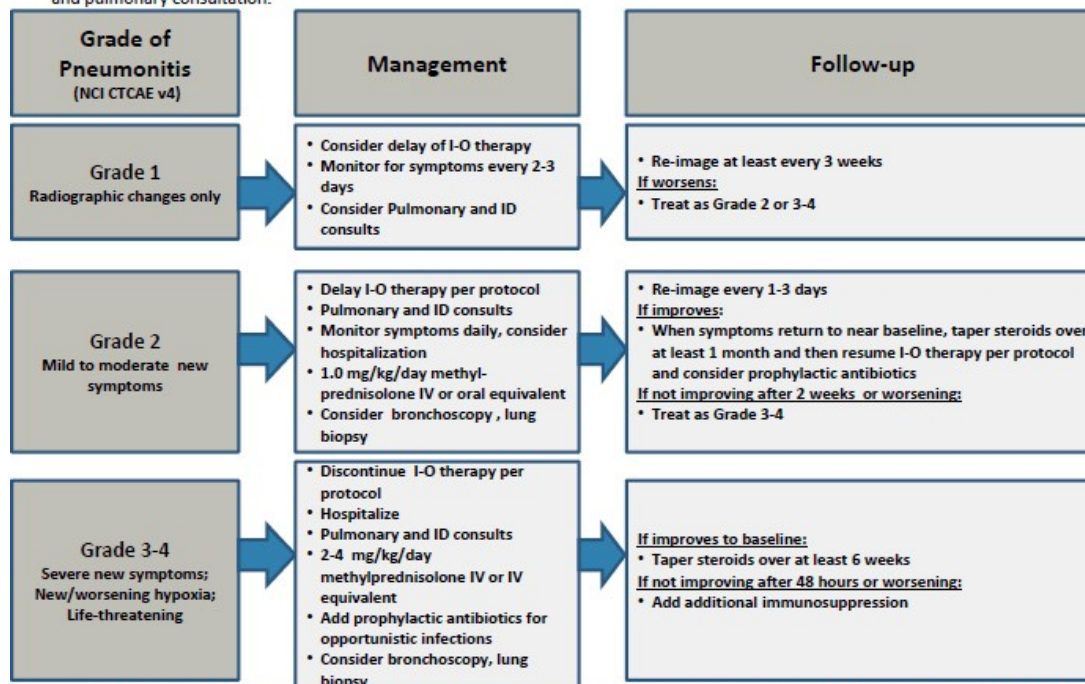 and pulmonary consultation.
Grade of
Pneumonitis
(NCI CTCAE v4)
Management
Follow-up
Grade 1
Radiographic changes only
• Consider delay of I-O therapy
• Monitor for symptoms every 2-3
days
• Consider Pulmonary and ID
consults
• Re-image at least every 3 weeks
If worsens:
• Treat as Grade 2 or 3-4
Grade 2
Mild to moderate new
symptoms
• Delay I-O therapy per protocol
• Pulmonary and ID consults
• Monitor symptoms daily, consider
hospitalization
• 1.0 mg/kg/day methyl-
prednisolone IV or oral equivalent
• Consider bronchoscopy , lung
biopsy
• Re-image every 1-3 days
If improves:
• When symptoms return to near baseline, taper steroids over
at least 1 month and then resume I-O therapy per protocol
and consider prophylactic antibiotics
If not improving after 2 weeks or worsening:
• Treat as Grade 3-4
Grade 3-4
Severe new symptoms;
New/worsening hypoxia;
Life-threatening
• Discontinue I-O therapy per
protocol
• Hospitalize
• Pulmonary and ID consults
• 2-4 mg/kg/day
methylprednisolone IV or IV
equivalent
• Add prophylactic antibiotics for
opportunistic infections
• Consider bronchoscopy, lung
biopsy
If improves to baseline:
• Taper steroids over at least 6 weeks
If not improving after 48 hours or worsening:
• Add additional immunosuppression